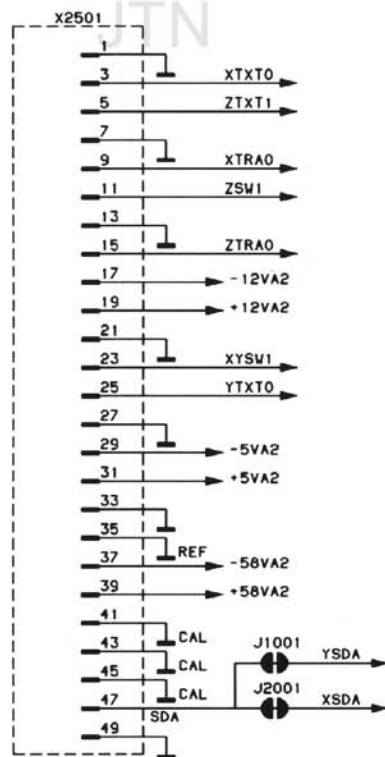 JTN
X2501
1
3 XTXT0
5 ZTXT1
7
9 XTRA0
11 ZSW1
13
15 ZTRA0
17 -12VA2
19 +12VA2
21
23 XYSW1
25 YTXT0
27
29 -5VA2
31 +5VA2
33
35
REF
37 -58VA2
39 +58VA2
41
CAL
43
CAL
J1001 YSDA
45
CAL
J2001
47 SDA XSDA
49